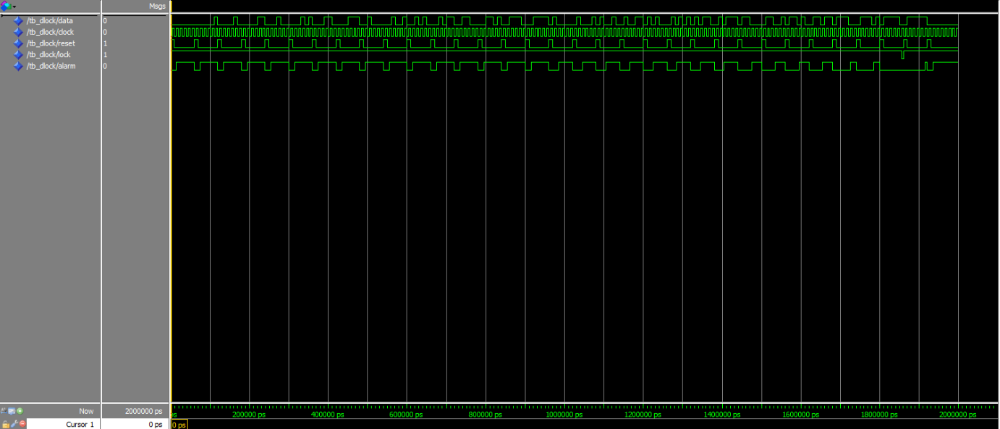 Msgs
/tb_dlock/data 0
/tb_dlock/clock 0
/tb_dlock/reset 1
/tb_dlock/lock 1
/tb_dlock/alarm 0
Now 2000000 ps
ps 200000 ps 400000 ps 600000 ps 800000 ps 1000000 ps 1200000 ps 1400000 ps 1600000 ps 1800000 ps 2000000 ps
Cursor 1 0 ps 0 ps